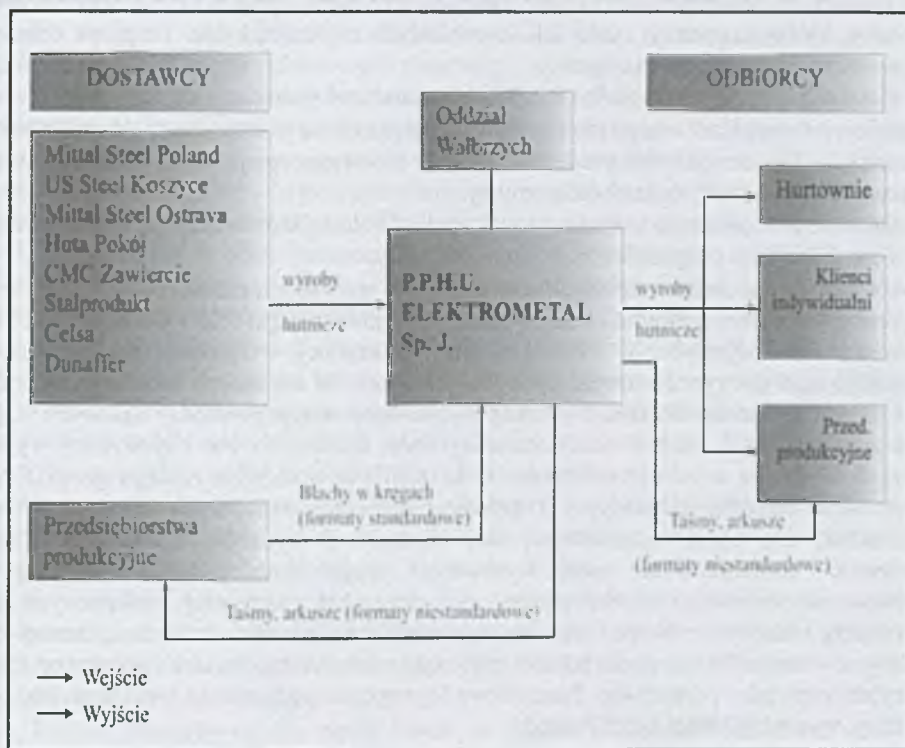 DOSTAWCY
ODBIORCY
Oddział
Wałbrzych
Mittal Steel Poland
US Steel Koszyce
Mittal Steel Ostrava
Huta Pokój
CMC Zawiercie
Stalprodukt
Celsa
Dunaffer
wyroby
hutnicze
P.P.H.U.
ELEKTROMETAL
Sp. J.
wyroby
hutnicze
Hurtownie
Klienci
indywidualni
Przed.
produkcyjne
Blachy w kręgach
(formaty standardowe)
Przedsiębiorstwa
produkcyjne
Taśmy, arkusze
(formaty niestandardowe)
Taśmy, arkusze (formaty niestandardowe)
Wejście
Wyjście